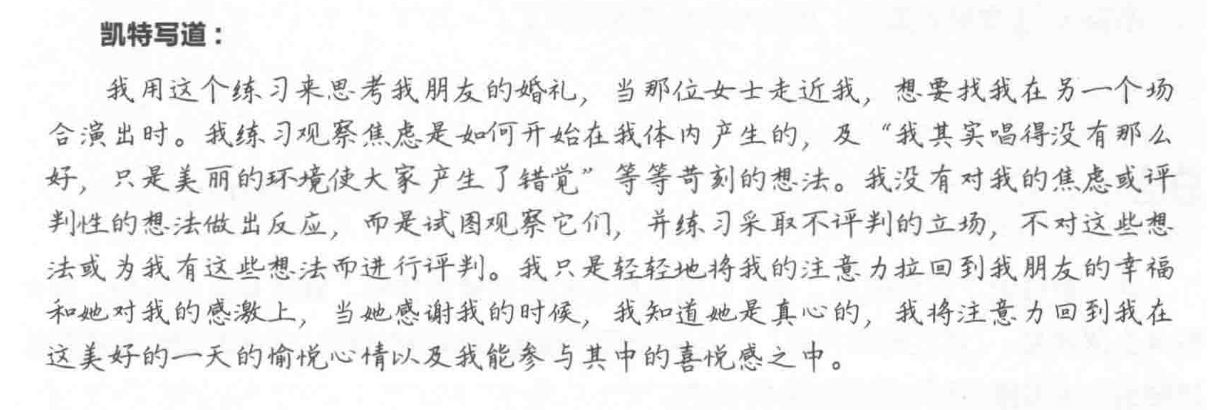 凯特写道：
我用这个练习来思考我朋友的婚礼，当那位女士走近我，想要找我在另一个场
合演出时。我练习观察焦虑是如何开始在我体内产生的，及“我其实唱得没有那么
好，只是美丽的环境使大家产生了错觉”等等苛刻的想法。我没有对我的焦虑或评
判性的想法做出反应，而是试图观察它们，并练习采取不评判的立场，不对这些想
法或为我有这些想法而进行评判。我只是轻轻地将我的注意力拉回到我朋友的幸福
和她对我的感激上，当她感谢我的时候，我知道她是真心的，我将注意力回到我在
这美好的一天的愉悦心情以及我能参与其中的喜悦感之中。